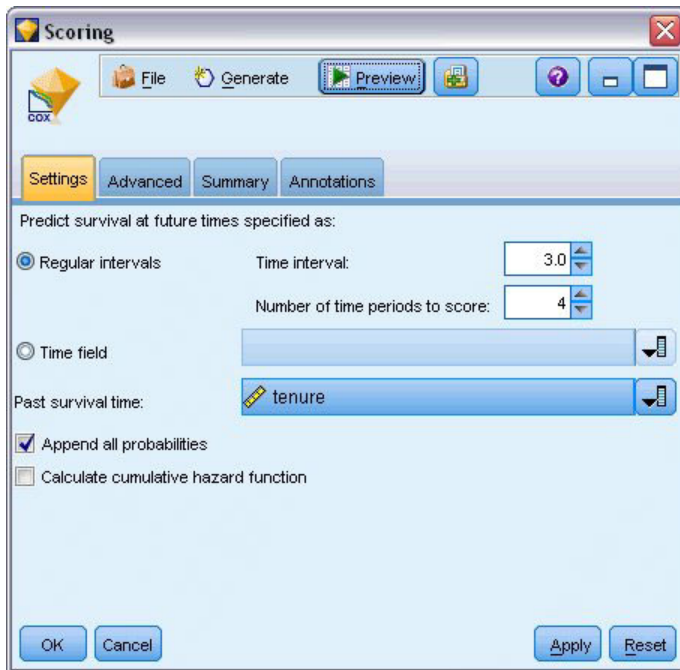 Scoring
File Generate Preview
COX
Settings Advanced Summary Annotations
Predict survival at future times specified as:
Regular intervals Time interval: 3.0
Number of time periods to score: 4
Time field
Past survival time: tenure
Append all probabilities
Calculate cumulative hazard function
OK Cancel Apply Reset